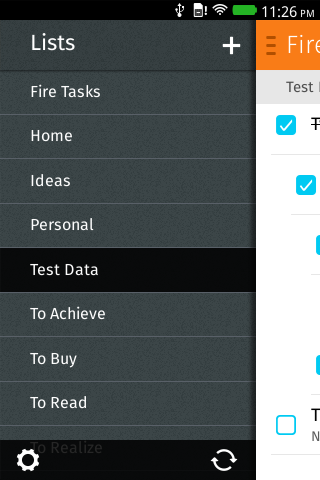 11:26 PM
Lists
Fire Tasks
Home
Ideas
Personal
Test Data
To Achieve
To Buy
To Read
To Realize
Fire
Test